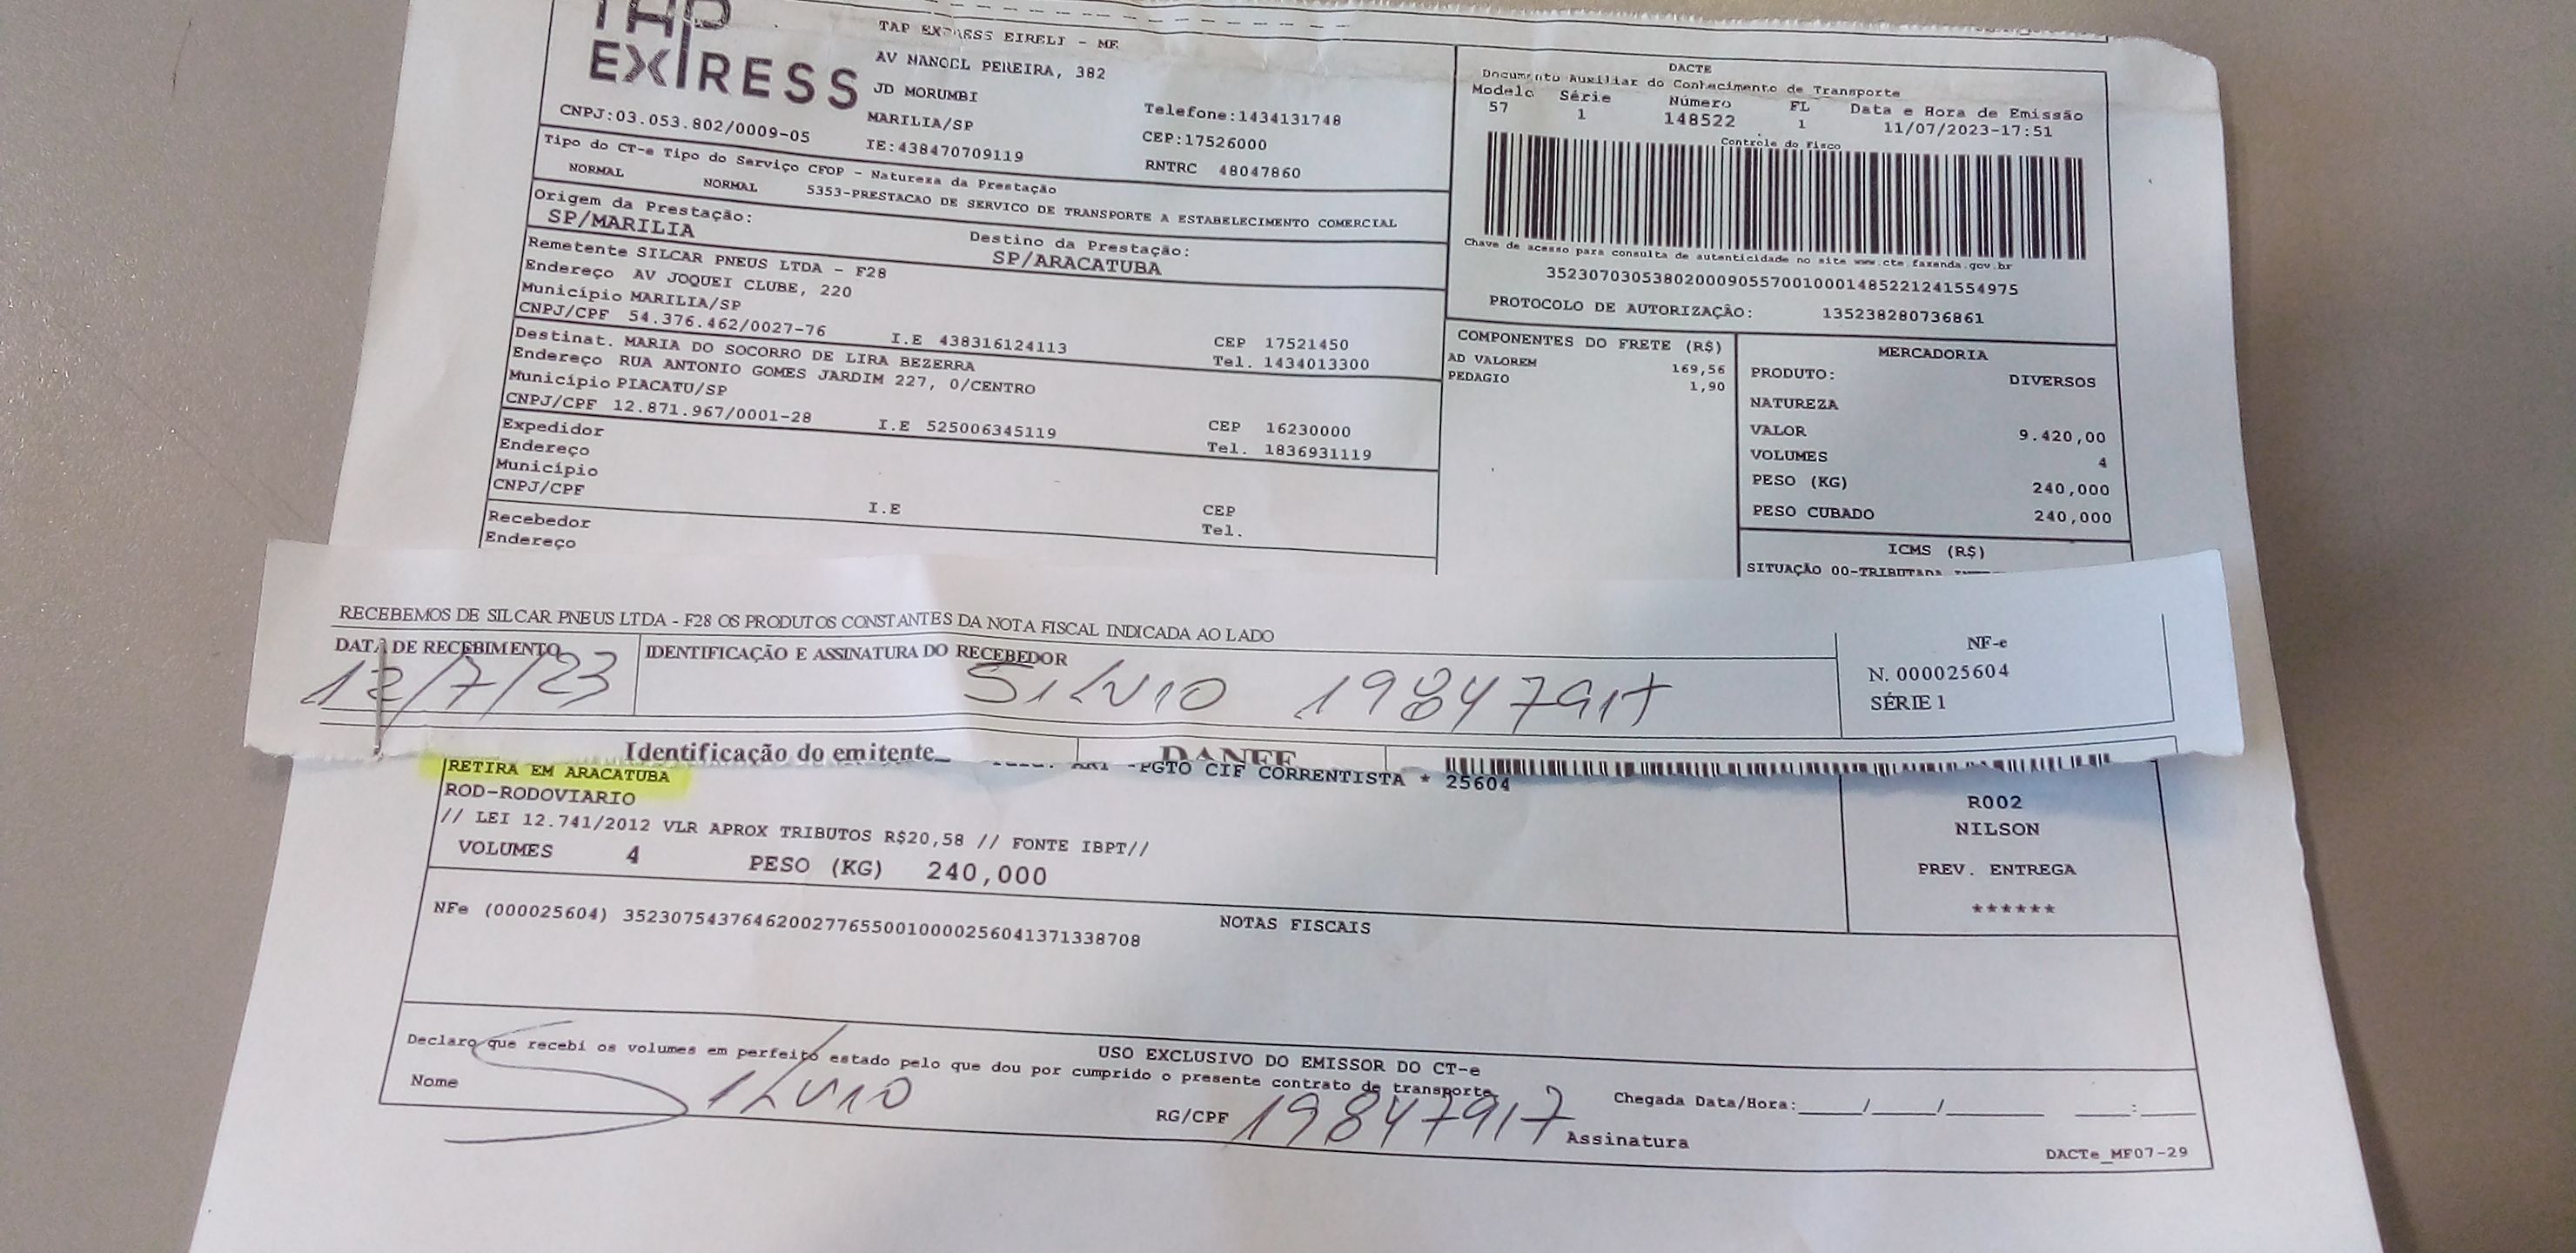 TAP
EXPRESS
TAP EXPRESS EIRELI - ME
AV MANOEL PEREIRA, 382
JD MORUMBI
MARILIA/SP
Telefone:1434131748
CEP:17526000
CNPJ:03.053.802/0009-05
IE:438470709119
RNTRC 48047860
DACTE
Documento Auxiliar do Conhecimento de Transporte
Modelo Série Número FL Data e Hora de Emissão
57 1 148522 1 11/07/2023-17:51
Controle do Fisco
Chave de acesso para consulta de autenticidade no site www.cte.fazenda.gov.br
35230703053802000905570010001485221241554975
PROTOCOLO DE AUTORIZAÇÃO: 135238280736861
Tipo do CT-e Tipo do Serviço CFOP - Natureza da Prestação
NORMAL NORMAL 5353-PRESTACAO DE SERVICO DE TRANSPORTE A ESTABELECIMENTO COMERCIAL
Origem da Prestação: Destino da Prestação:
SP/MARILIA SP/ARACATUBA
Remetente SILCAR PNEUS LTDA - F28
Endereço AV JOQUEI CLUBE, 220
Município MARILIA/SP CEP 17521450
CNPJ/CPF 54.376.462/0027-76 I.E 438316124113 Tel. 1434013300
Destinat. MARIA DO SOCORRO DE LIRA BEZERRA
Endereço RUA ANTONIO GOMES JARDIM 227, 0/CENTRO
Município PIACATU/SP CEP 16230000
CNPJ/CPF 12.871.967/0001-28 I.E 525006345119 Tel. 1836931119
Expedidor
Endereço
Município CEP
CNPJ/CPF I.E Tel.
Recebedor
Endereço
COMPONENTES DO FRETE (R$)
AD VALOREM 169,56
PEDAGIO 1,90
MERCADORIA
PRODUTO: DIVERSOS
NATUREZA
VALOR 9.420,00
VOLUMES 4
PESO (KG) 240,000
PESO CUBADO 240,000
ICMS (R$)
SITUAÇÃO 00-TRIBUTADA
RECEBEMOS DE SILCAR PNEUS LTDA - F28 OS PRODUTOS CONSTANTES DA NOTA FISCAL INDICADA AO LADO
DATA DE RECEBIMENTO IDENTIFICAÇÃO E ASSINATURA DO RECEBEDOR
12/7/23 SILVIO 19847917
NF-e
N. 000025604
SÉRIE 1
Identificação do emitente DANFE
PGTO CIF CORRENTISTA * 25604
RETIRA EM ARACATUBA
ROD-RODOVIARIO
// LEI 12.741/2012 VLR APROX TRIBUTOS R$20,58 // FONTE IBPT//
VOLUMES 4 PESO (KG) 240,000
R002
NILSON
PREV. ENTREGA
******
NOTAS FISCAIS
NFe (000025604) 35230754376462002776550010000256041371338708
USO EXCLUSIVO DO EMISSOR DO CT-e
Declaro que recebi os volumes em perfeito estado pelo que dou por cumprido o presente contrato de transporte
Nome SILVIO RG/CPF 19847917 Assinatura
Chegada Data/Hora:____/____/______ ___:___
DACTe_MF07-29